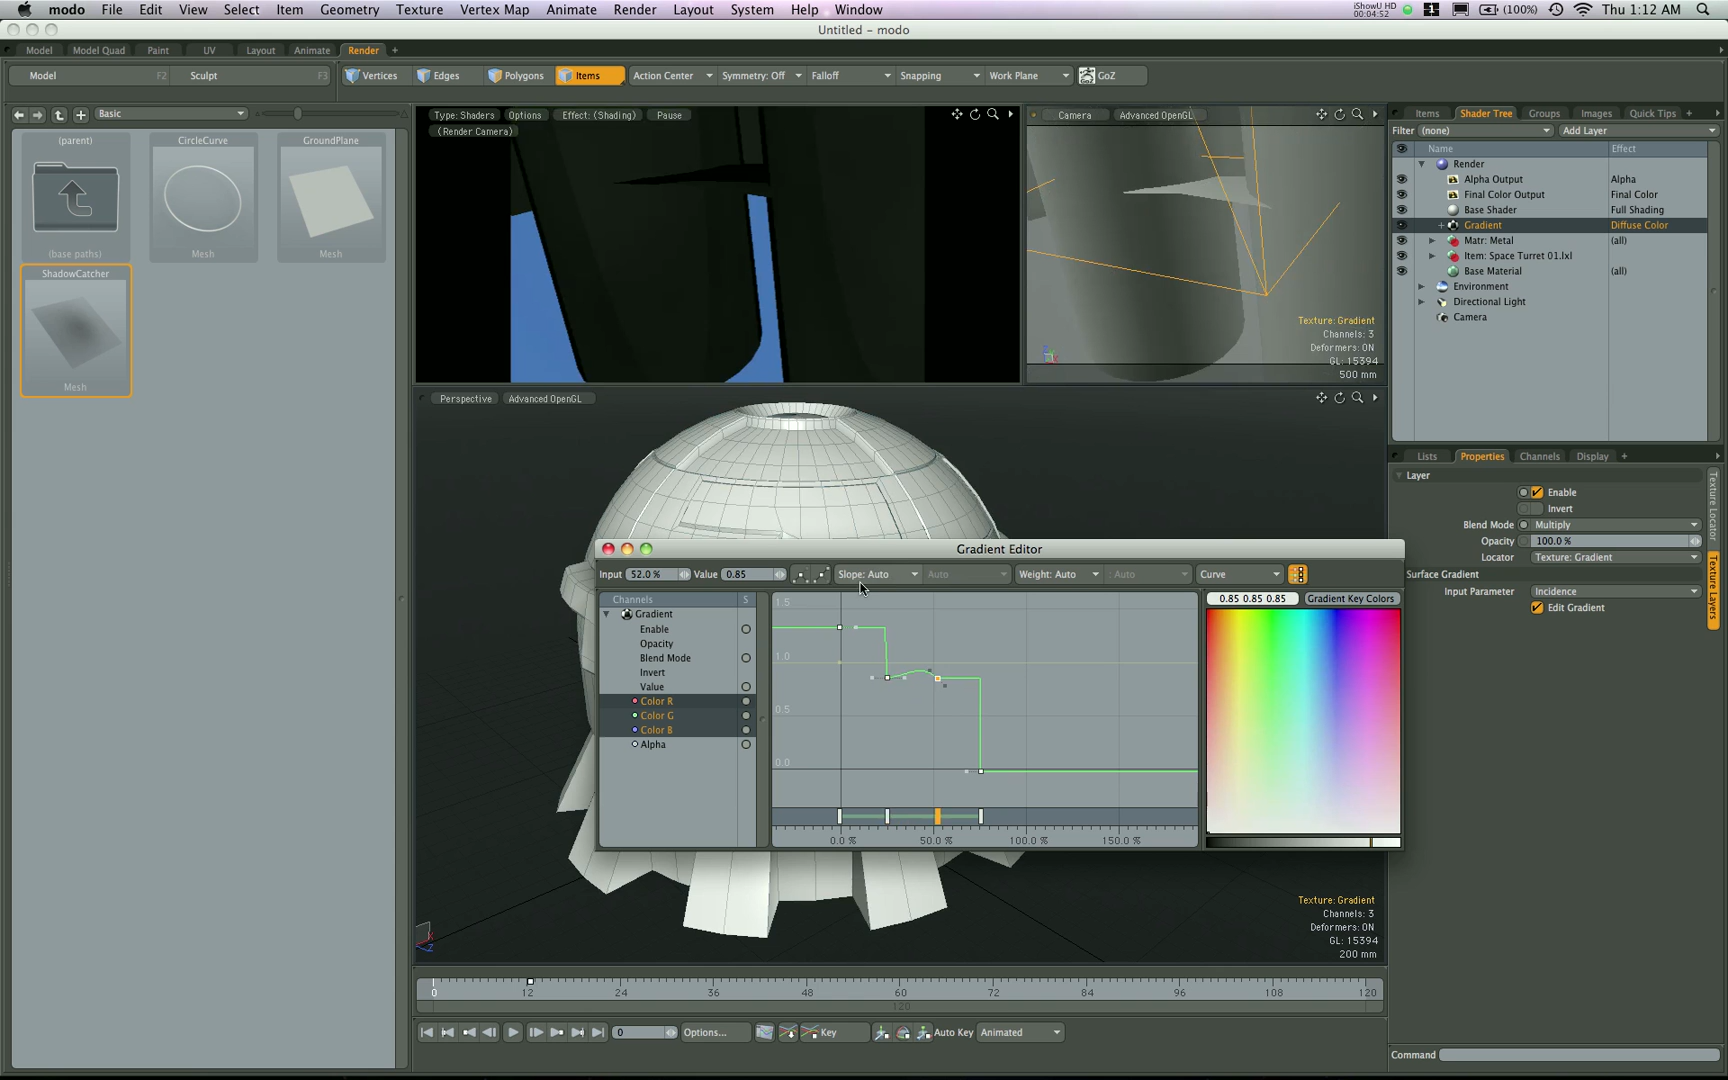 modo File Edit View Select Item Geometry Texture Vertex Map Animate Render Layout System Help Window
iShowU HD 00:04:52 1 (100%) Thu 1:12 AM
Untitled – modo
Model Model Quad Paint UV Layout Animate Render +
Model F2 Sculpt F3 Vertices Edges Polygons Items Action Center Symmetry: Off Falloff Snapping Work Plane GoZ
Basic
(parent) CircleCurve GroundPlane
(base paths) Mesh Mesh
ShadowCatcher
Mesh
Type: Shaders Options Effect: (Shading) Pause
(Render Camera)
Camera Advanced OpenGL
Texture: Gradient
Channels: 3
Deformers: ON
GL: 15394
500 mm
Items Shader Tree Groups Images Quick Tips +
Filter (none) Add Layer
Name Effect
Render
Alpha Output Alpha
Final Color Output Final Color
Base Shader Full Shading
Gradient Diffuse Color
Matr: Metal (all)
Item: Space Turret 01.lxl
Base Material (all)
Environment
Directional Light
Camera
Perspective Advanced OpenGL
Lists Properties Channels Display +
Layer
Enable
Invert
Blend Mode Multiply
Opacity 100.0 %
Locator Texture: Gradient
Surface Gradient
Input Parameter Incidence
Edit Gradient
Texture Locator
Texture Layers
Gradient Editor
Input 52.0 % Value 0.85 Slope: Auto Auto Weight: Auto : Auto Curve
Channels S
Gradient
Enable
Opacity
Blend Mode
Invert
Value
Color R
Color G
Color B
Alpha
1.5
1.0
0.5
0.0
0.0 % 50.0 % 100.0 % 150.0 %
0.85 0.85 0.85 Gradient Key Colors
Texture: Gradient
Channels: 3
Deformers: ON
GL: 15394
200 mm
0 12 24 36 48 60 72 84 96 108 120
120
0 Options... Key Auto Key Animated
Command